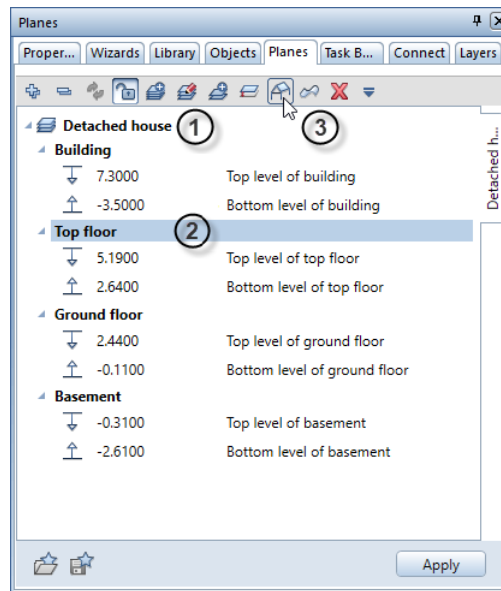 Planes
Proper... Wizards Library Objects Planes Task B... Connect Layers
Detached house 1 3
Building
7.3000 Top level of building
-3.5000 Bottom level of building
Top floor 2
5.1900 Top level of top floor
2.6400 Bottom level of top floor
Ground floor
2.4400 Top level of ground floor
-0.1100 Bottom level of ground floor
Basement
-0.3100 Top level of basement
-2.6100 Bottom level of basement
Detached h...
Apply